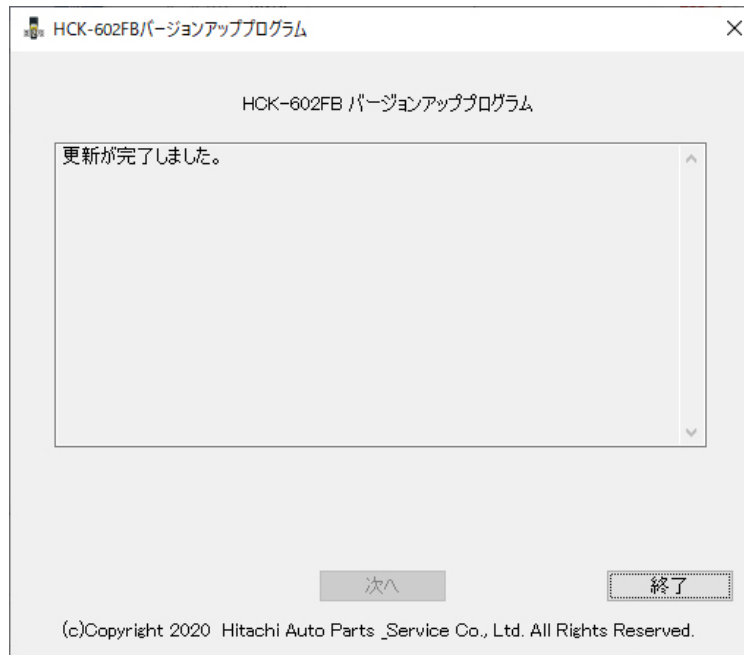 HCK-602FBバージョンアッププログラム
HCK-602FB バージョンアッププログラム
更新が完了しました。
次へ
終了
(c)Copyright 2020 Hitachi Auto Parts _Service Co., Ltd. All Rights Reserved.